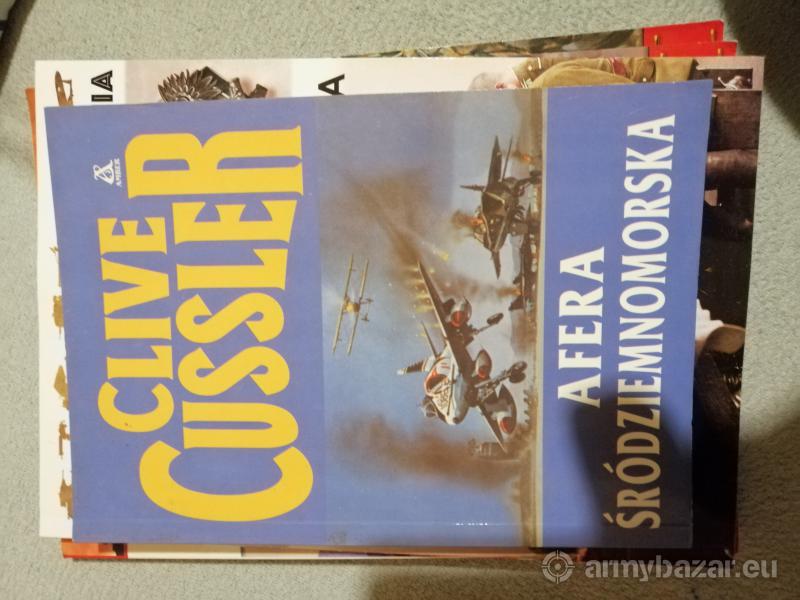 CLIVE
CUSSLER
AMBER
AFERA
ŚRÓDZIEMNOMORSKA
armybazar.eu